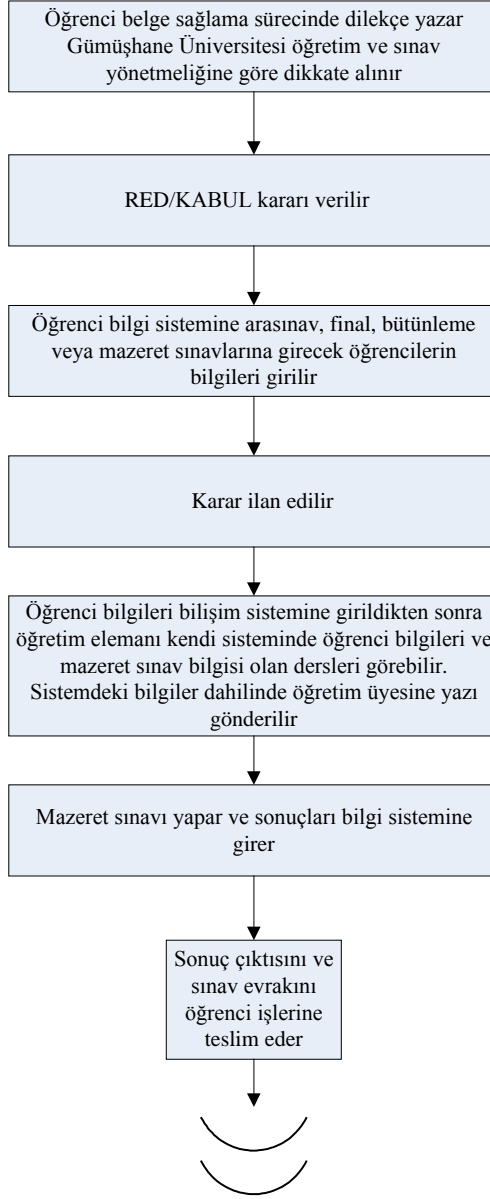 Öğrenci belge sağlama sürecinde dilekçe yazar
Gümüşhane Üniversitesi öğretim ve sınav
yönetmeliğine göre dikkate alınır
RED/KABUL kararı verilir
Öğrenci bilgi sistemine arasınav, final, bütünleme
veya mazeret sınavlarına girecek öğrencilerin
bilgileri girilir
Karar ilan edilir
Öğrenci bilgileri bilişim sistemine girildikten sonra
öğretim elemanı kendi sisteminde öğrenci bilgileri ve
mazeret sınav bilgisi olan dersleri görebilir.
Sistemdeki bilgiler dahilinde öğretim üyesine yazı
gönderilir
Mazeret sınavı yapar ve sonuçları bilgi sistemine
girer
Sonuç çıktısını ve
sınav evrakını
öğrenci işlerine
teslim eder